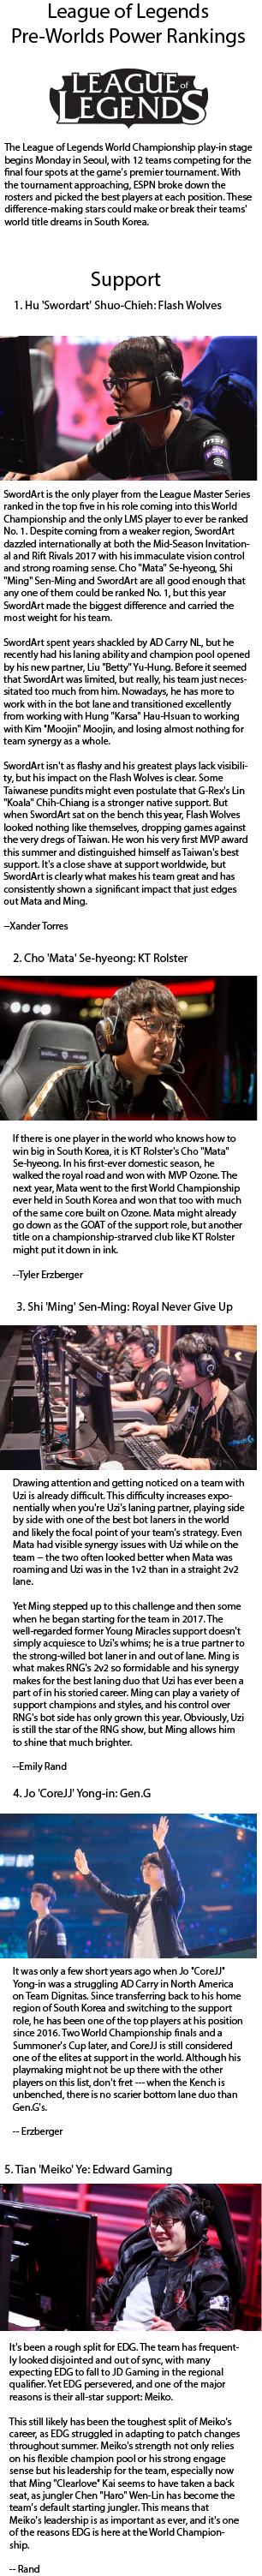 League of Legends
Pre-Worlds Power Rankings
LEAGUE of
LEGENDS
The League of Legends World Championship play-in stage
begins Monday in Seoul, with 12 teams competing for the
final four spots at the game's premier tournament. With
the tournament approaching, ESPN broke down the
rosters and picked the best players at each position. These
difference-making stars could make or break their teams'
world title dreams in South Korea.
Support
1. Hu 'Swordart' Shuo-Chieh: Flash Wolves
msi
SwordArt is the only player from the League Master Series
ranked in the top five in his role coming into this World
Championship and the only LMS player to ever be ranked
No. 1. Despite coming from a weaker region, SwordArt
dazzled internationally at both the Mid-Season Invitation-
al and Rift Rivals 2017 with his immaculate vision control
and strong roaming sense. Cho "Mata" Se-hyeong, Shi
"Ming" Sen-Ming and SwordArt are all good enough that
any one of them could be ranked No. 1, but this year
SwordArt made the biggest difference and carried the
most weight for his team.
SwordArt spent years shackled by AD Carry NL, but he
recently had his laning ability and champion pool opened
by his new partner, Liu "Betty" Yu-Hung. Before it seemed
that SwordArt was limited, but really, his team just neces-
sitated too much from him. Nowadays, he has more to
work with in the bot lane and transitioned excellently
from working with Hung "Karsa" Hau-Hsuan to working
with Kim "Moojin" Moojin, and losing almost nothing for
team synergy as a whole.
SwordArt isn't as flashy and his greatest plays lack visibili-
ty, but his impact on the Flash Wolves is clear. Some
Taiwanese pundits might even postulate that G-Rex's Lin
"Koala" Chih-Chiang is a stronger native support. But
when SwordArt sat on the bench this year, Flash Wolves
looked nothing like themselves, dropping games against
the very dregs of Taiwan. He won his very first MVP award
this summer and distinguished himself as Taiwan's best
support. It's a close shave at support worldwide, but
SwordArt is clearly what makes his team great and has
consistently shown a significant impact that just edges
out Mata and Ming.
--Xander Torres
2. Cho 'Mata' Se-hyeong: KT Rolster
If there is one player in the world who knows how to
win big in South Korea, it is KT Rolster's Cho "Mata"
Se-hyeong. In his first-ever domestic season, he
walked the royal road and won with MVP Ozone. The
next year, Mata went to the first World Championship
ever held in South Korea and won that too with much
of the same core built on Ozone. Mata might already
go down as the GOAT of the support role, but another
title on a championship-starved club like KT Rolster
might put it down in ink.
--Tyler Erzberger
3. Shi 'Ming' Sen-Ming: Royal Never Give Up
Drawing attention and getting noticed on a team with
Uzi is already difficult. This difficulty increases expo-
nentially when you're Uzi's laning partner, playing side
by side with one of the best bot laners in the world
and likely the focal point of your team's strategy. Even
Mata had visible synergy issues with Uzi while on the
team – the two often looked better when Mata was
roaming and Uzi was in the 1v2 than in a straight 2v2
lane.
Yet Ming stepped up to this challenge and then some
when he began starting for the team in 2017. The
well-regarded former Young Miracles support doesn't
simply acquiesce to Uzi's whims; he is a true partner to
the strong-willed bot laner in and out of lane. Ming is
what makes RNG's 2v2 so formidable and his synergy
makes for the best laning duo that Uzi has ever been a
part of in his storied career. Ming can play a variety of
support champions and styles, and his control over
RNG's bot side has only grown this year. Obviously, Uzi
is still the star of the RNG show, but Ming allows him
to shine that much brighter.
--Emily Rand
4. Jo 'CoreJJ' Yong-in: Gen.G
It was only a few short years ago when Jo "CoreJJ"
Yong-in was a struggling AD Carry in North America
on Team Dignitas. Since transferring back to his home
region of South Korea and switching to the support
role, he has been one of the top players at his position
since 2016. Two World Championship finals and a
Summoner's Cup later, and CoreJJ is still considered
one of the elites at support in the world. Although his
playmaking might not be up there with the other
players on this list, don't fret --- when the Kench is
unbenched, there is no scarier bottom lane duo than
Gen.G's.
-- Erzberger
5. Tian 'Meiko' Ye: Edward Gaming
It's been a rough split for EDG. The team has frequent-
ly looked disjointed and out of sync, with many
expecting EDG to fall to JD Gaming in the regional
qualifier. Yet EDG persevered, and one of the major
reasons is their all-star support: Meiko.
This still likely has been the toughest split of Meiko's
career, as EDG struggled in adapting to patch changes
throughout summer. Meiko's strength not only relies
on his flexible champion pool or his strong engage
sense but his leadership for the team, especially now
that Ming "Clearlove" Kai seems to have taken a back
seat, as jungler Chen "Haro" Wen-Lin has become the
team's default starting jungler. This means that
Meiko's leadership is as important as ever, and it's one
of the reasons EDG is here at the World Champion-
ship.
-- Rand